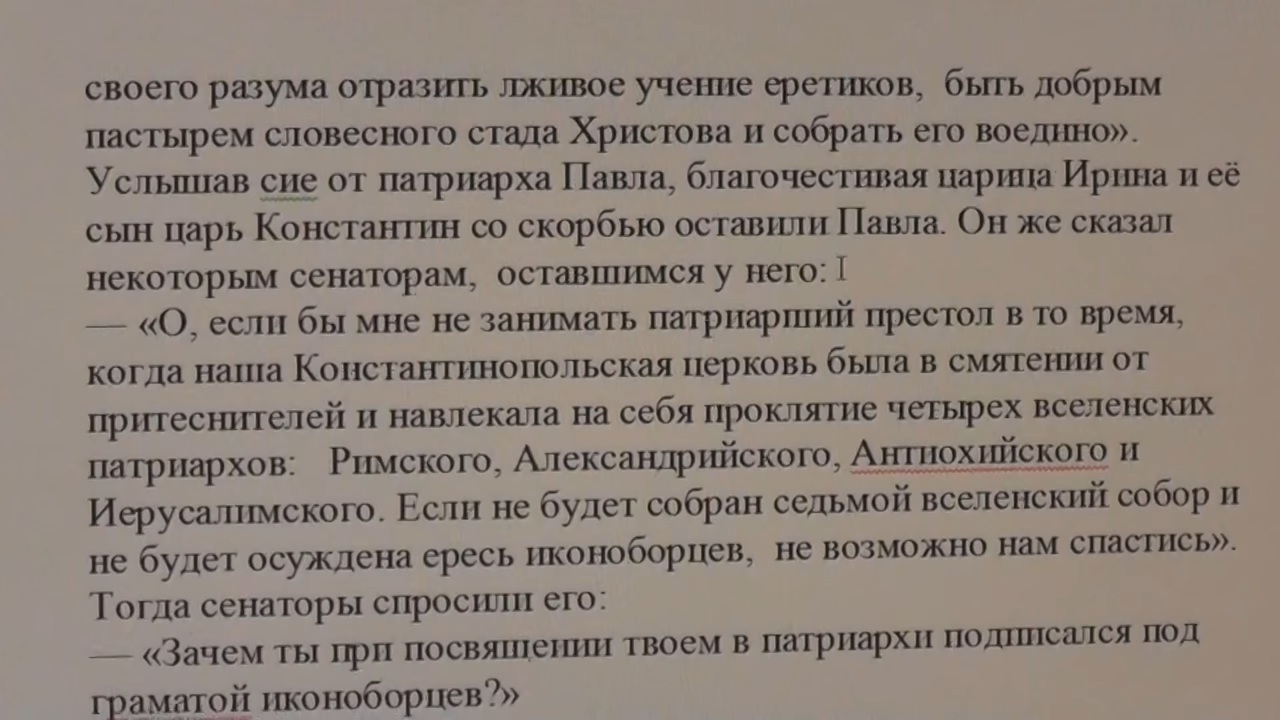 своего разума отразить лживое учение еретиков,  быть добрым
пастырем словесного стада Христова и собрать его воедино».
Услышав сие от патриарха Павла, благочестивая царица Ирина и её
сын царь Константин со скорбью оставили Павла. Он же сказал
некоторым сенаторам,  оставшимся у него:
— «О, если бы мне не занимать патриарший престол в то время,
когда наша Константинопольская церковь была в смятении от
притеснителей и навлекала на себя проклятие четырех вселенских
патриархов:   Римского, Александрийского, Антиохийского и
Иерусалимского. Если не будет собран седьмой вселенский собор и
не будет осуждена ересь иконоборцев,  не возможно нам спастись».
Тогда сенаторы спросили его:
— «Зачем ты при посвящении твоем в патриархи подписался под
граматой иконоборцев?»